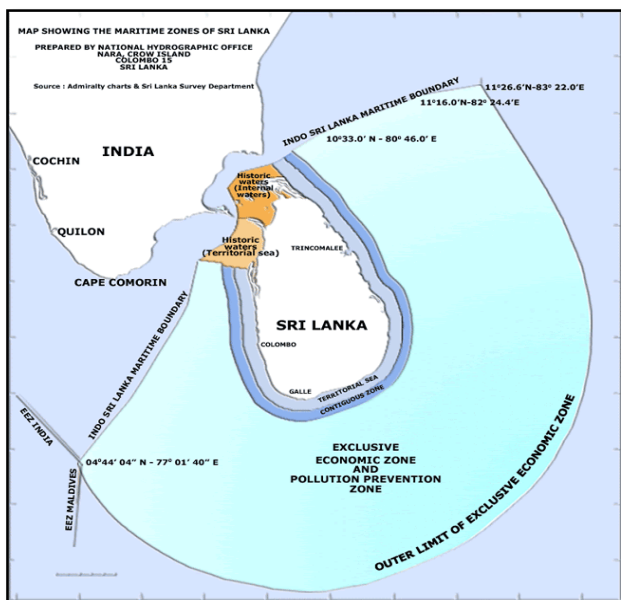 MAP SHOWING THE MARITIME ZONES OF SRI LANKA
PREPARED BY NATIONAL HYDROGRAPHIC OFFICE
NARA, CROW ISLAND
COLOMBO 15
SRI LANKA
Source : Admiralty charts & Sri Lanka Survey Department
INDO SRI LANKA MARITIME BOUNDARY
11°26.6'N-83° 22.0'E
11°16.0'N-82° 24.4'E
10°33.0' N - 80° 46.0' E
INDIA
COCHIN
QUILON
CAPE COMORIN
Historic
waters
(Internal
waters)
Historic
waters
(Territorial sea)
TRINCOMALEE
SRI LANKA
COLOMBO
GALLE
TERRITORIAL SEA
CONTIGUOUS ZONE
INDO SRI LANKA MARITIME BOUNDARY
EEZ INDIA
EEZ MALDIVES
04°44' 04" N - 77° 01' 40" E
EXCLUSIVE
ECONOMIC ZONE
AND
POLLUTION PREVENTION
ZONE
OUTER LIMIT OF EXCLUSIVE ECONOMIC ZONE